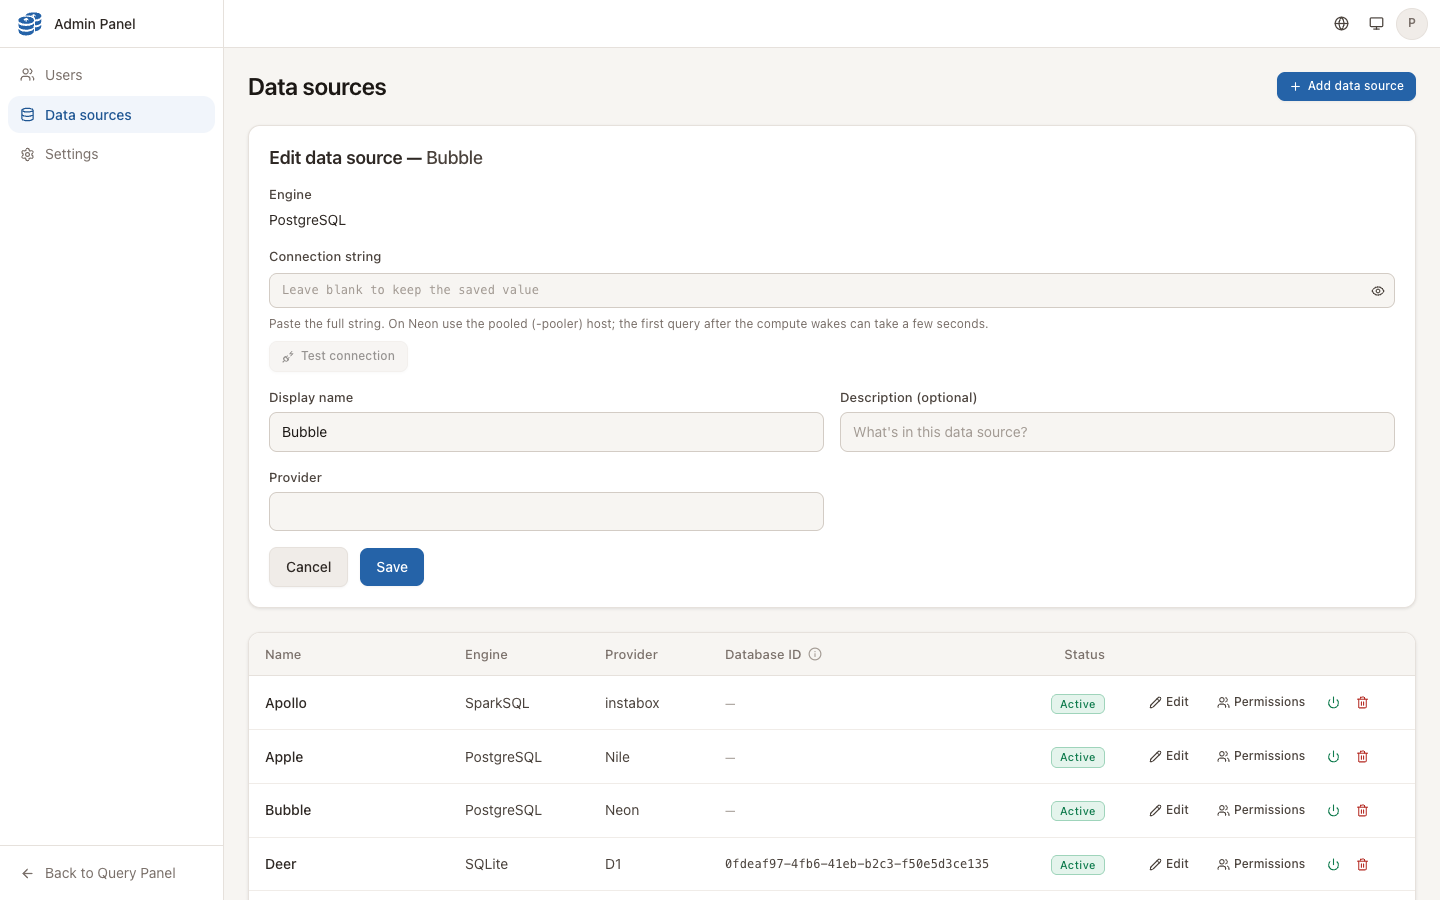 Admin Panel
P
Users
Data sources
Settings
Back to Query Panel
Data sources
Add data source
Edit data source — Bubble
Engine
PostgreSQL
Connection string
Leave blank to keep the saved value
Paste the full string. On Neon use the pooled (-pooler) host; the first query after the compute wakes can take a few seconds.
Test connection
Display name
Description (optional)
Bubble
What's in this data source?
Provider
Cancel
Save
Name Engine Provider Database ID Status
Apollo SparkSQL instabox — Active Edit Permissions
Apple PostgreSQL Nile — Active Edit Permissions
Bubble PostgreSQL Neon — Active Edit Permissions
Deer SQLite D1 0fdeaf97-4fb6-41eb-b2c3-f50e5d3ce135 Active Edit Permissions